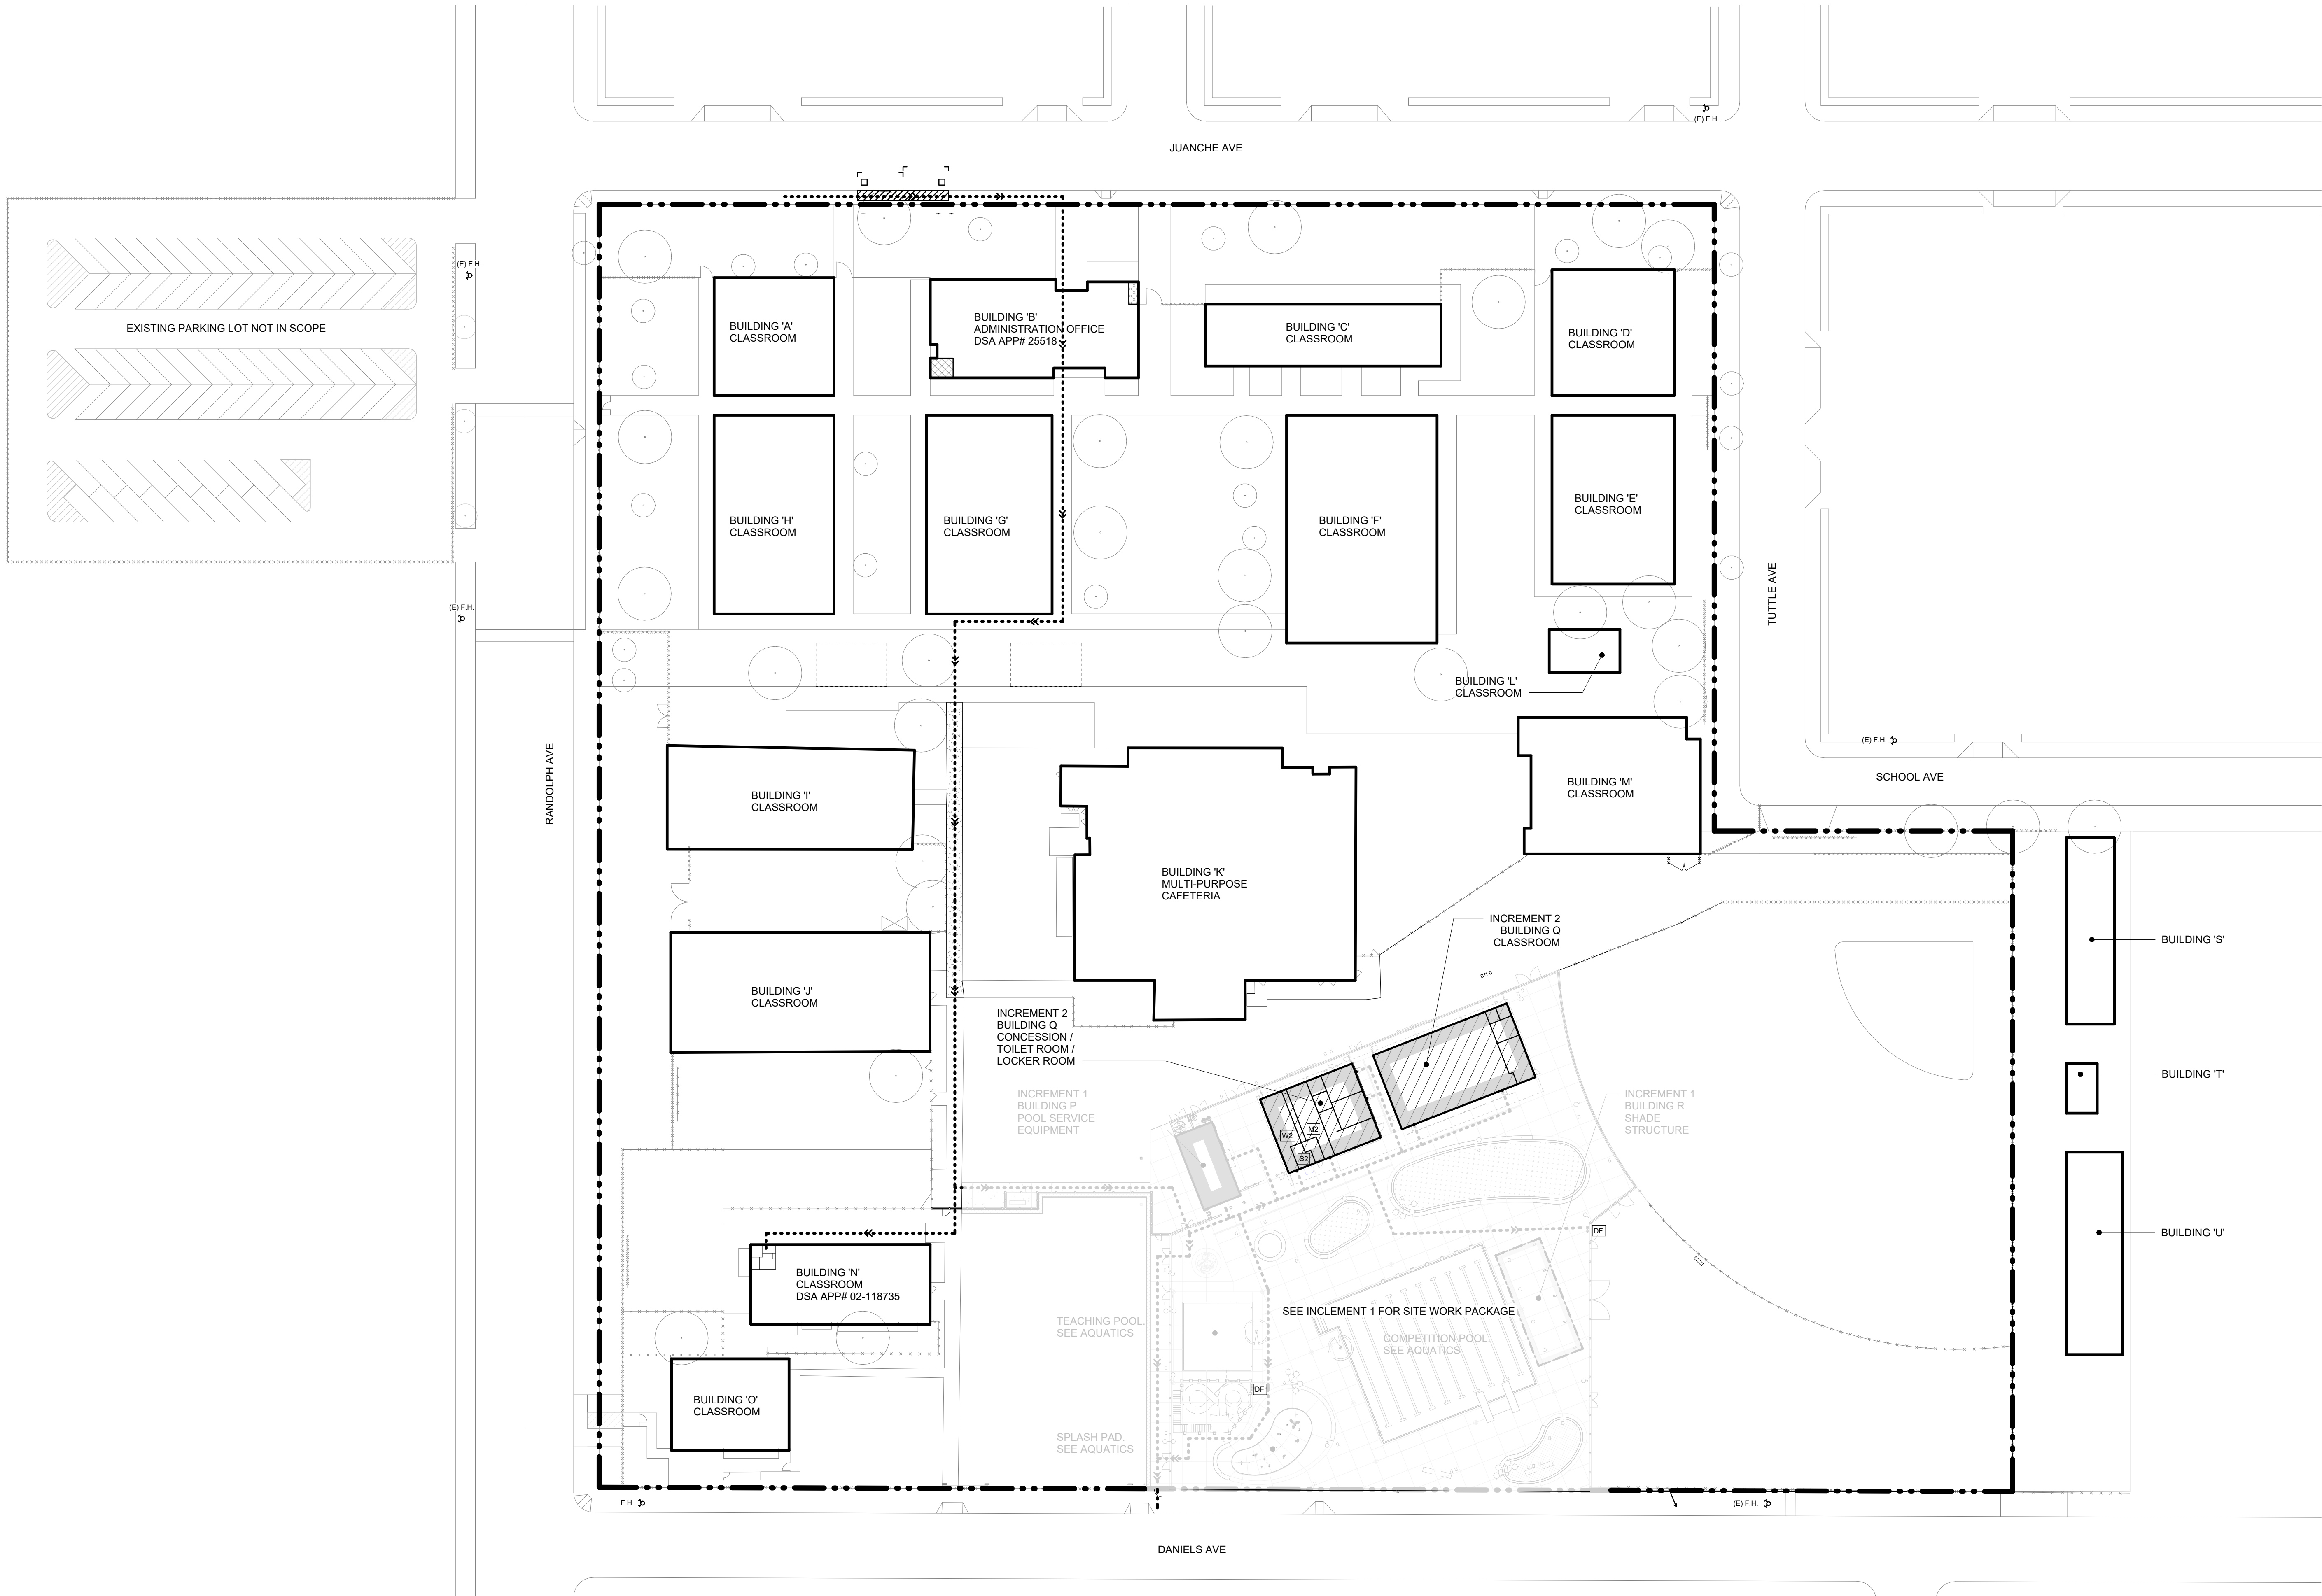 (E) F.H.
JUANCHE AVE
(E) F.H.
EXISTING PARKING LOT NOT IN SCOPE
BUILDING 'A'
CLASSROOM
BUILDING 'B'
ADMINISTRATION OFFICE
DSA APP# 25518
BUILDING 'C'
CLASSROOM
BUILDING 'D'
CLASSROOM
BUILDING 'H'
CLASSROOM
BUILDING 'G'
CLASSROOM
BUILDING 'F'
CLASSROOM
BUILDING 'E'
CLASSROOM
(E) F.H.
TUTTLE AVE
BUILDING 'L'
CLASSROOM
RANDOLPH AVE
(E) F.H.
SCHOOL AVE
BUILDING 'I'
CLASSROOM
BUILDING 'M'
CLASSROOM
BUILDING 'K'
MULTI-PURPOSE
CAFETERIA
INCREMENT 2
BUILDING Q
CLASSROOM
BUILDING 'S'
BUILDING 'J'
CLASSROOM
INCREMENT 2
BUILDING Q
CONCESSION /
TOILET ROOM /
LOCKER ROOM
BUILDING 'T'
INCREMENT 1
BUILDING P
POOL SERVICE
EQUIPMENT
INCREMENT 1
BUILDING R
SHADE
STRUCTURE
W2
M2
S2
DF
BUILDING 'U'
BUILDING 'N'
CLASSROOM
DSA APP# 02-118735
SEE INCLEMENT 1 FOR SITE WORK PACKAGE
TEACHING POOL.
SEE AQUATICS
COMPETITION POOL.
SEE AQUATICS
DF
BUILDING 'O'
CLASSROOM
SPLASH PAD.
SEE AQUATICS
F.H.
(E) F.H.
DANIELS AVE